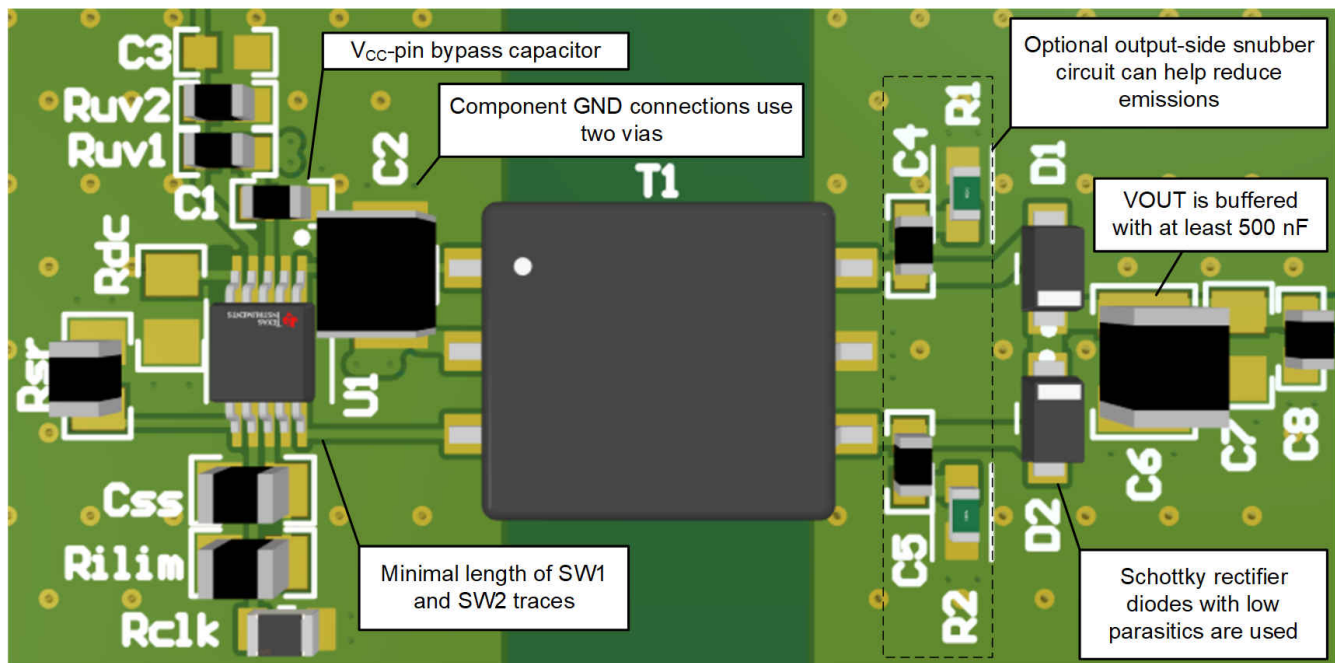 C3
Ruv2
Ruv1
C1
V_CC-pin bypass capacitor
Component GND connections use
two vias
C2
T1
Optional output-side snubber
circuit can help reduce
emissions
R1
C4
D1
VOUT is buffered
with at least 500 nF
Rdc
TEXAS
INSTRUMENTS
U1
Rsr
Css
Rilim
Rclk
Minimal length of SW1
and SW2 traces
C5
R2
D2
C6
C7
C8
Schottky rectifier
diodes with low
parasitics are used